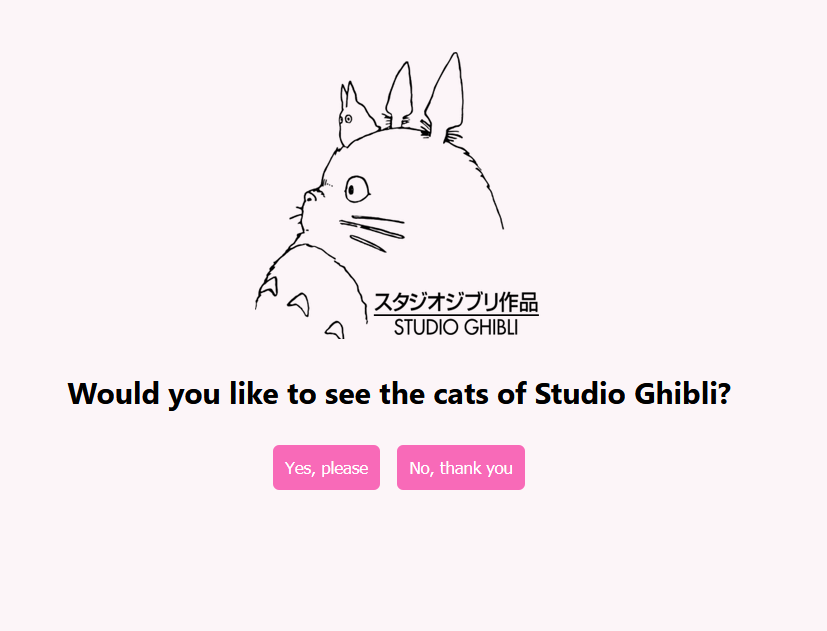 スタジオジブリ作品
STUDIO GHIBLI
Would you like to see the cats of Studio Ghibli?
Yes, please
No, thank you